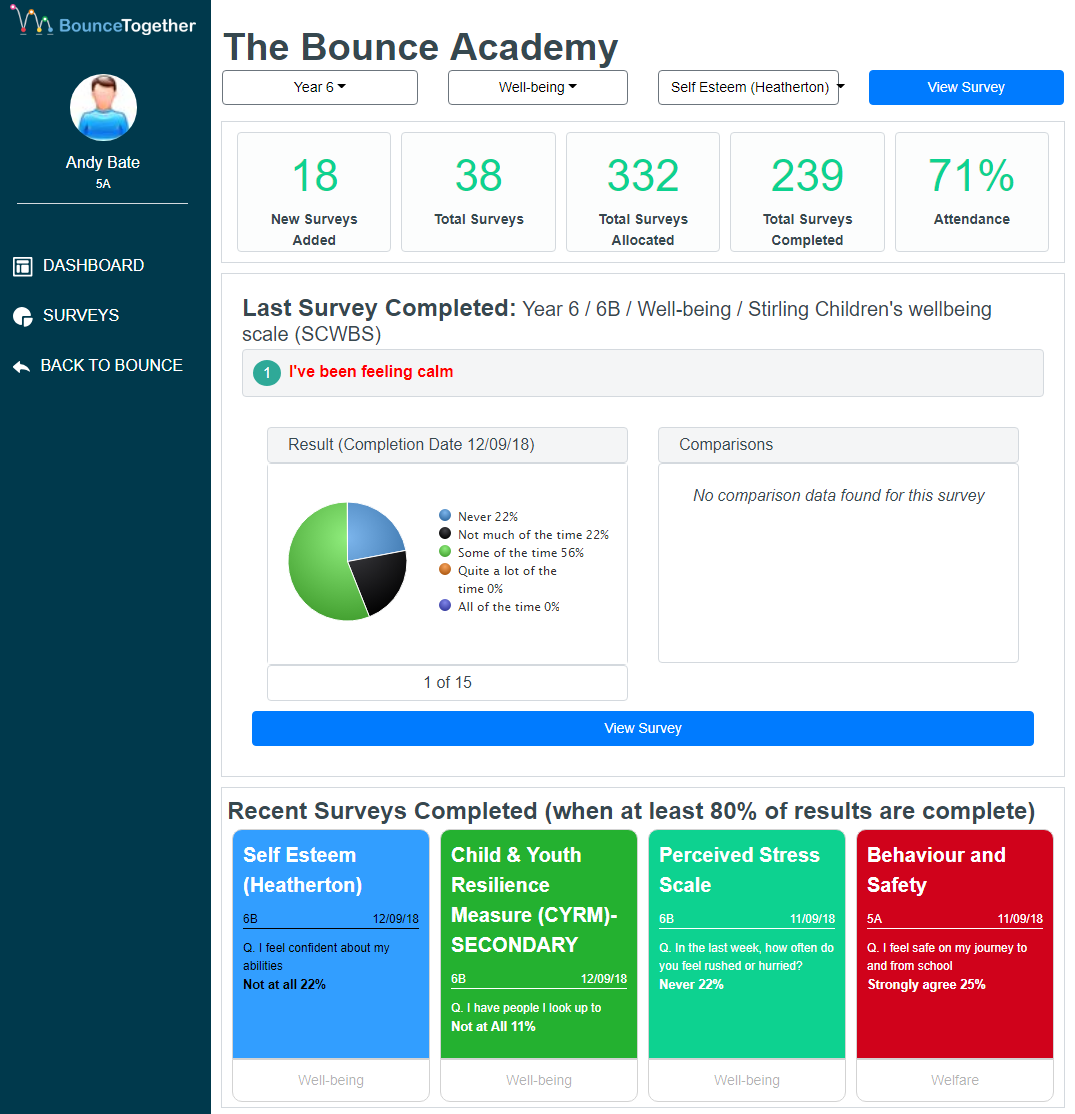 BounceTogether
Andy Bate
5A
DASHBOARD
SURVEYS
BACK TO BOUNCE
The Bounce Academy
Year 6
Well-being
Self Esteem (Heatherton)
View Survey
18
New Surveys
Added
38
Total Surveys
332
Total Surveys
Allocated
239
Total Surveys
Completed
71%
Attendance
Last Survey Completed: Year 6 / 6B / Well-being / Stirling Children's wellbeing
scale (SCWBS)
1 I've been feeling calm
Result (Completion Date 12/09/18)
Never 22%
Not much of the time 22%
Some of the time 56%
Quite a lot of the
time 0%
All of the time 0%
1 of 15
Comparisons
No comparison data found for this survey
View Survey
Recent Surveys Completed (when at least 80% of results are complete)
Self Esteem
(Heatherton)
6B 12/09/18
Q. I feel confident about my
abilities
Not at all 22%
Well-being
Child & Youth
Resilience
Measure (CYRM)-
SECONDARY
6B 12/09/18
Q. I have people I look up to
Not at All 11%
Well-being
Perceived Stress
Scale
6B 11/09/18
Q. In the last week, how often do
you feel rushed or hurried?
Never 22%
Well-being
Behaviour and
Safety
5A 11/09/18
Q. I feel safe on my journey to
and from school
Strongly agree 25%
Welfare